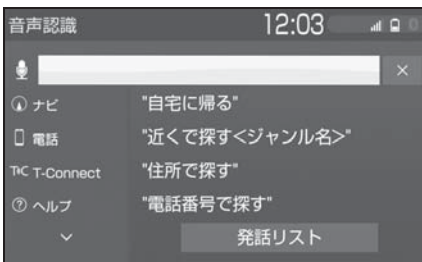 音声認識 12:03
×
ナビ "自宅に帰る"
電話 "近くで探す<ジャンル名>"
T-Connect "住所で探す"
ヘルプ "電話番号で探す"
発話リスト